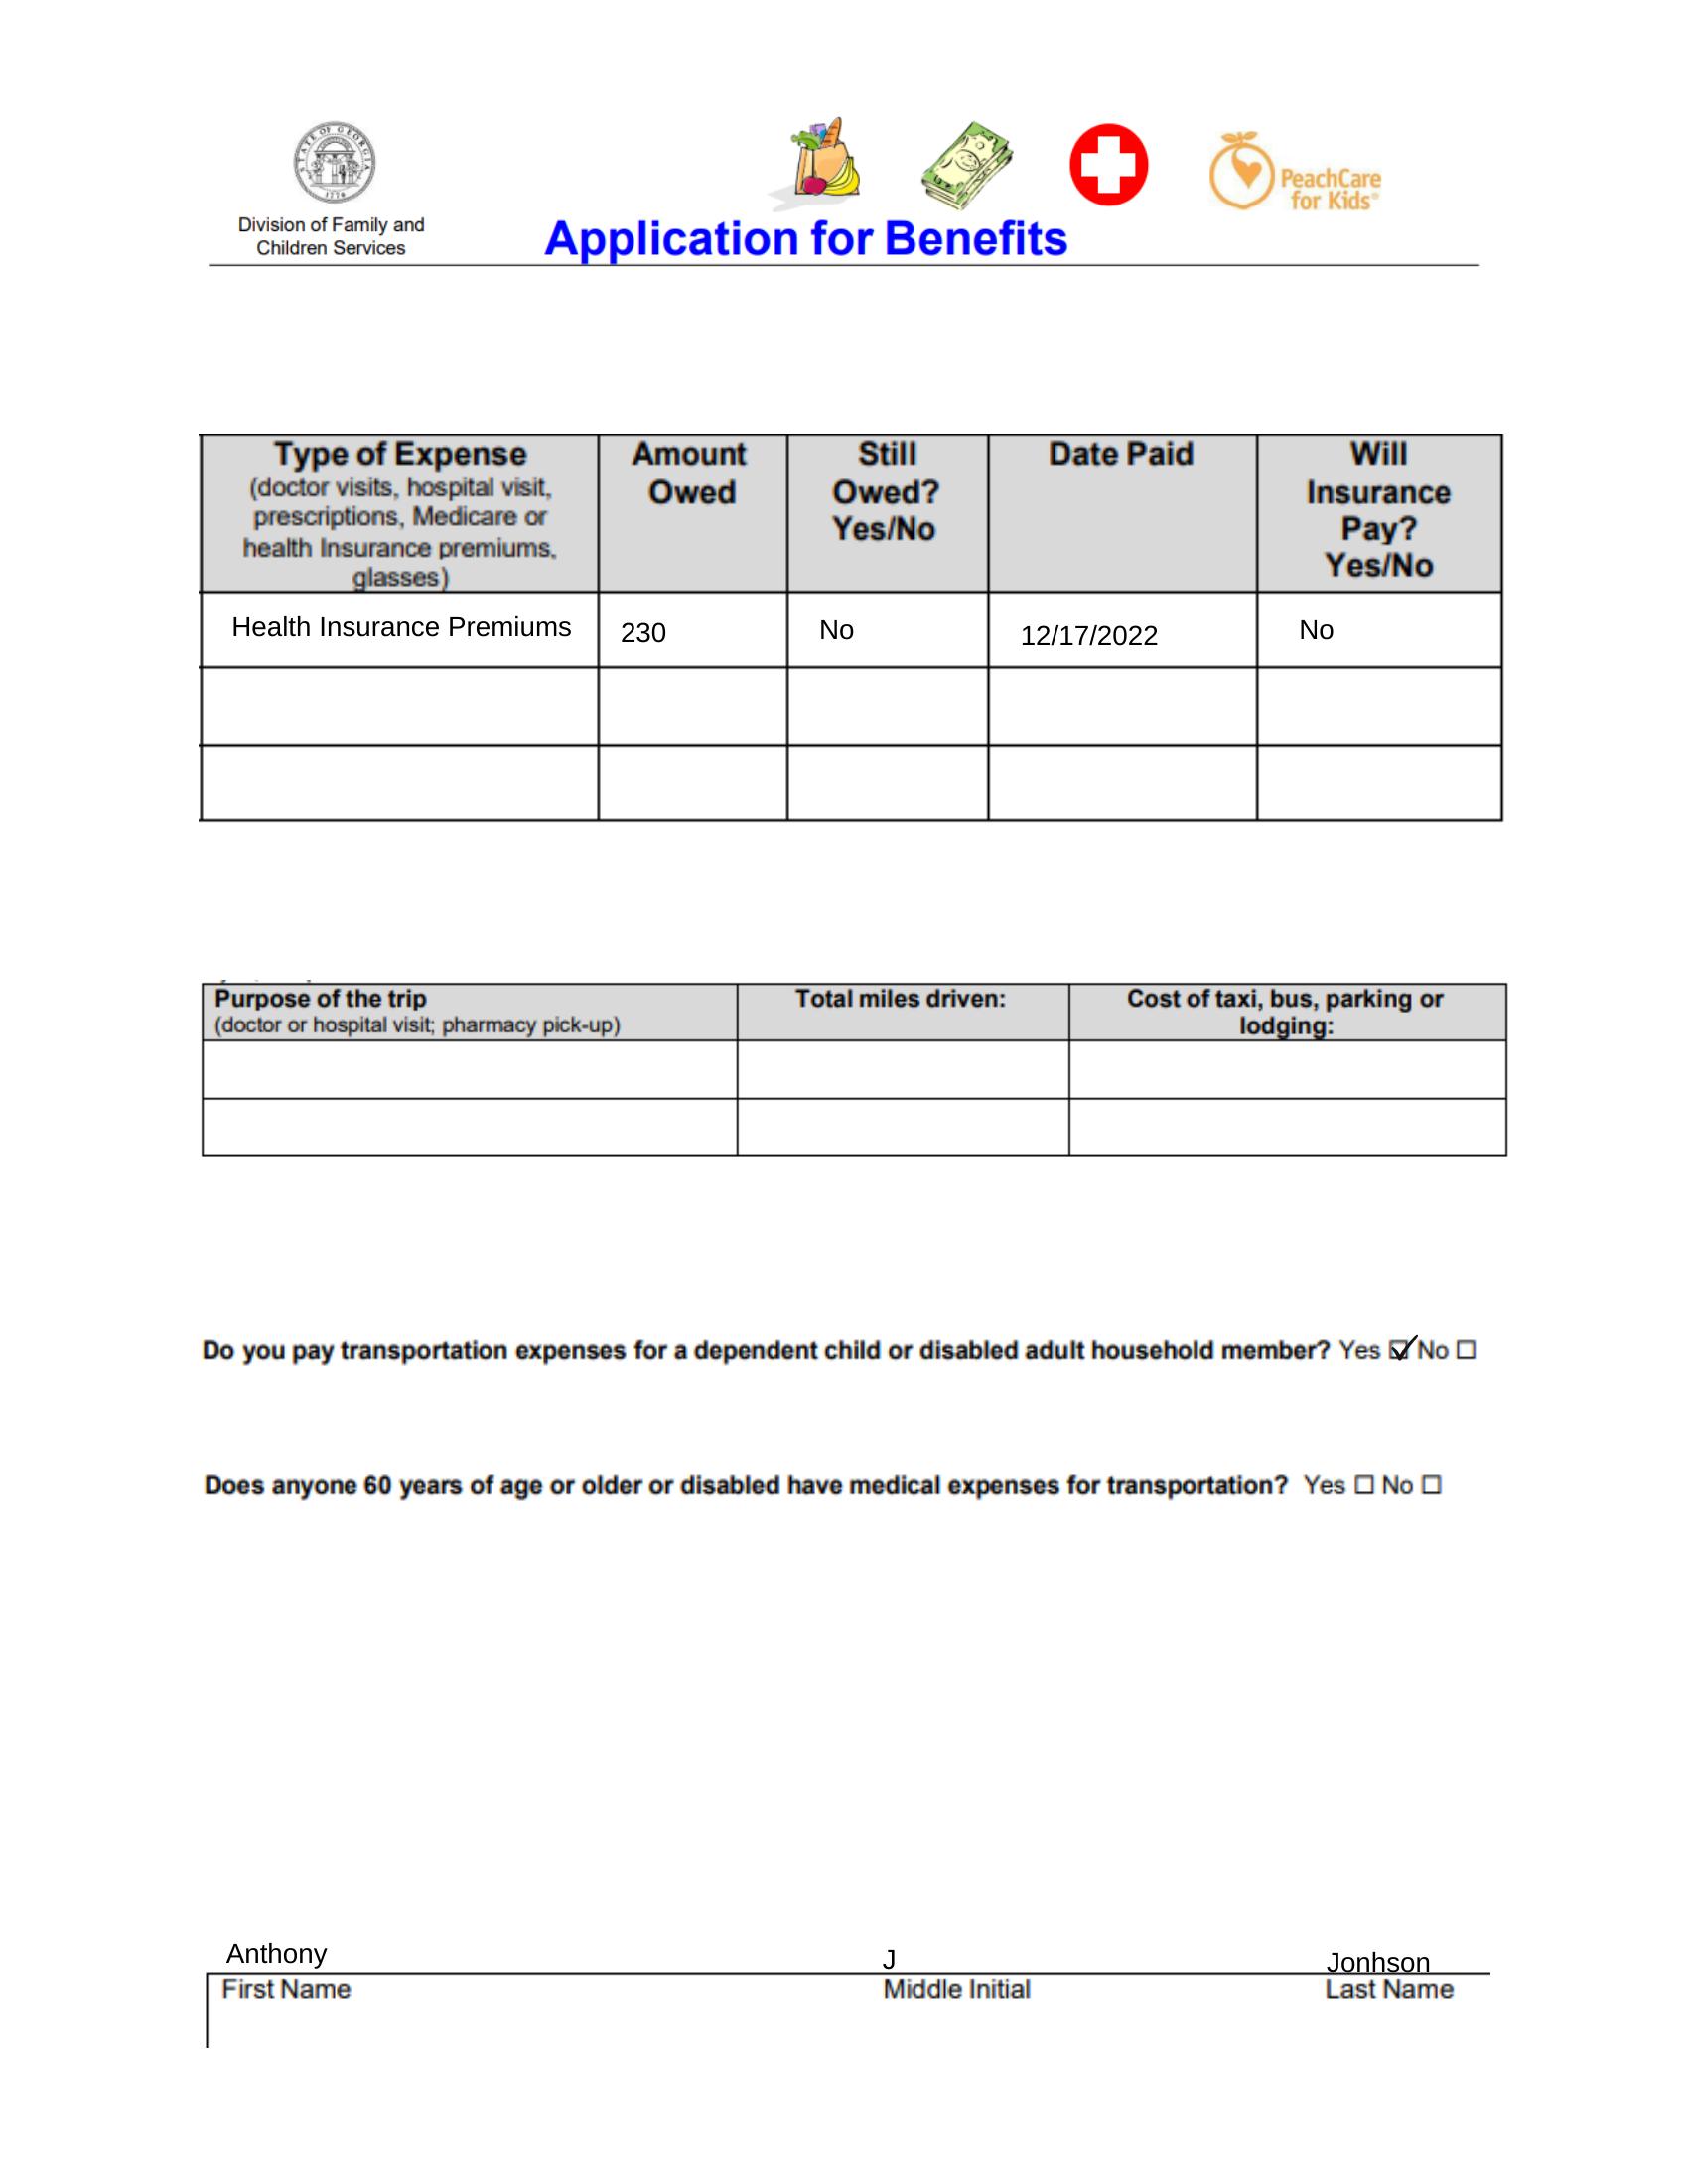 STATE OF GEORGIA
1776
Division of Family and
Children Services
PeachCare
for Kids®
Application for Benefits
Type of Expense
(doctor visits, hospital visit,
prescriptions, Medicare or
health Insurance premiums,
glasses)
Amount
Owed
Still
Owed?
Yes/No
Date Paid
Will
Insurance
Pay?
Yes/No
Health Insurance Premiums 230 No 12/17/2022 No
Purpose of the trip
(doctor or hospital visit; pharmacy pick-up)
Total miles driven:
Cost of taxi, bus, parking or
lodging:
Do you pay transportation expenses for a dependent child or disabled adult household member? Yes ☑ No ☐
Does anyone 60 years of age or older or disabled have medical expenses for transportation? Yes ☐ No ☐
Anthony J Jonhson
First Name Middle Initial Last Name